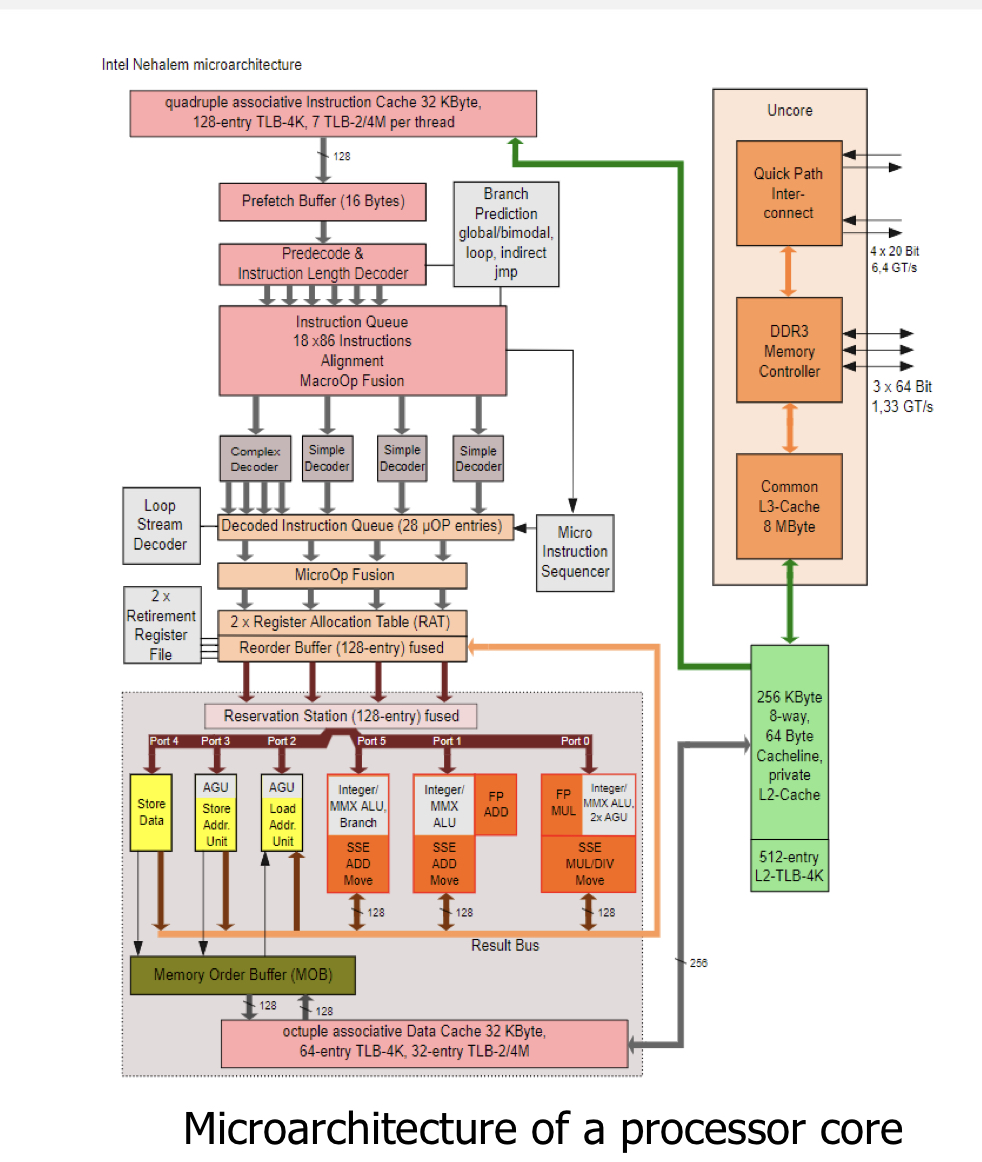 Intel Nehalem microarchitecture
quadruple associative Instruction Cache 32 KByte,
128-entry TLB-4K, 7 TLB-2/4M per thread
128
Prefetch Buffer (16 Bytes)
Predecode &
Instruction Length Decoder
Branch
Prediction
global/bimodal,
loop, indirect
jmp
Instruction Queue
18 x86 Instructions
Alignment
MacroOp Fusion
Complex
Decoder
Simple
Decoder
Simple
Decoder
Simple
Decoder
Loop
Stream
Decoder
Decoded Instruction Queue (28 µOP entries)
Micro
Instruction
Sequencer
MicroOp Fusion
2 x
Retirement
Register
File
2 x Register Allocation Table (RAT)
Reorder Buffer (128-entry) fused
Reservation Station (128-entry) fused
Port 4
Port 3
Port 2
Port 5
Port 1
Port 0
Store
Data
AGU
Store
Addr.
Unit
AGU
Load
Addr.
Unit
Integer/
MMX ALU,
Branch
SSE
ADD
Move
Integer/
MMX
ALU
FP
ADD
SSE
ADD
Move
FP
MUL
Integer/
MMX ALU,
2x AGU
SSE
MUL/DIV
Move
128
128
128
Result Bus
Memory Order Buffer (MOB)
128
128
octuple associative Data Cache 32 KByte,
64-entry TLB-4K, 32-entry TLB-2/4M
256
Uncore
Quick Path
Inter-
connect
4 x 20 Bit
6,4 GT/s
DDR3
Memory
Controller
3 x 64 Bit
1,33 GT/s
Common
L3-Cache
8 MByte
256 KByte
8-way,
64 Byte
Cacheline,
private
L2-Cache
512-entry
L2-TLB-4K
Microarchitecture of a processor core